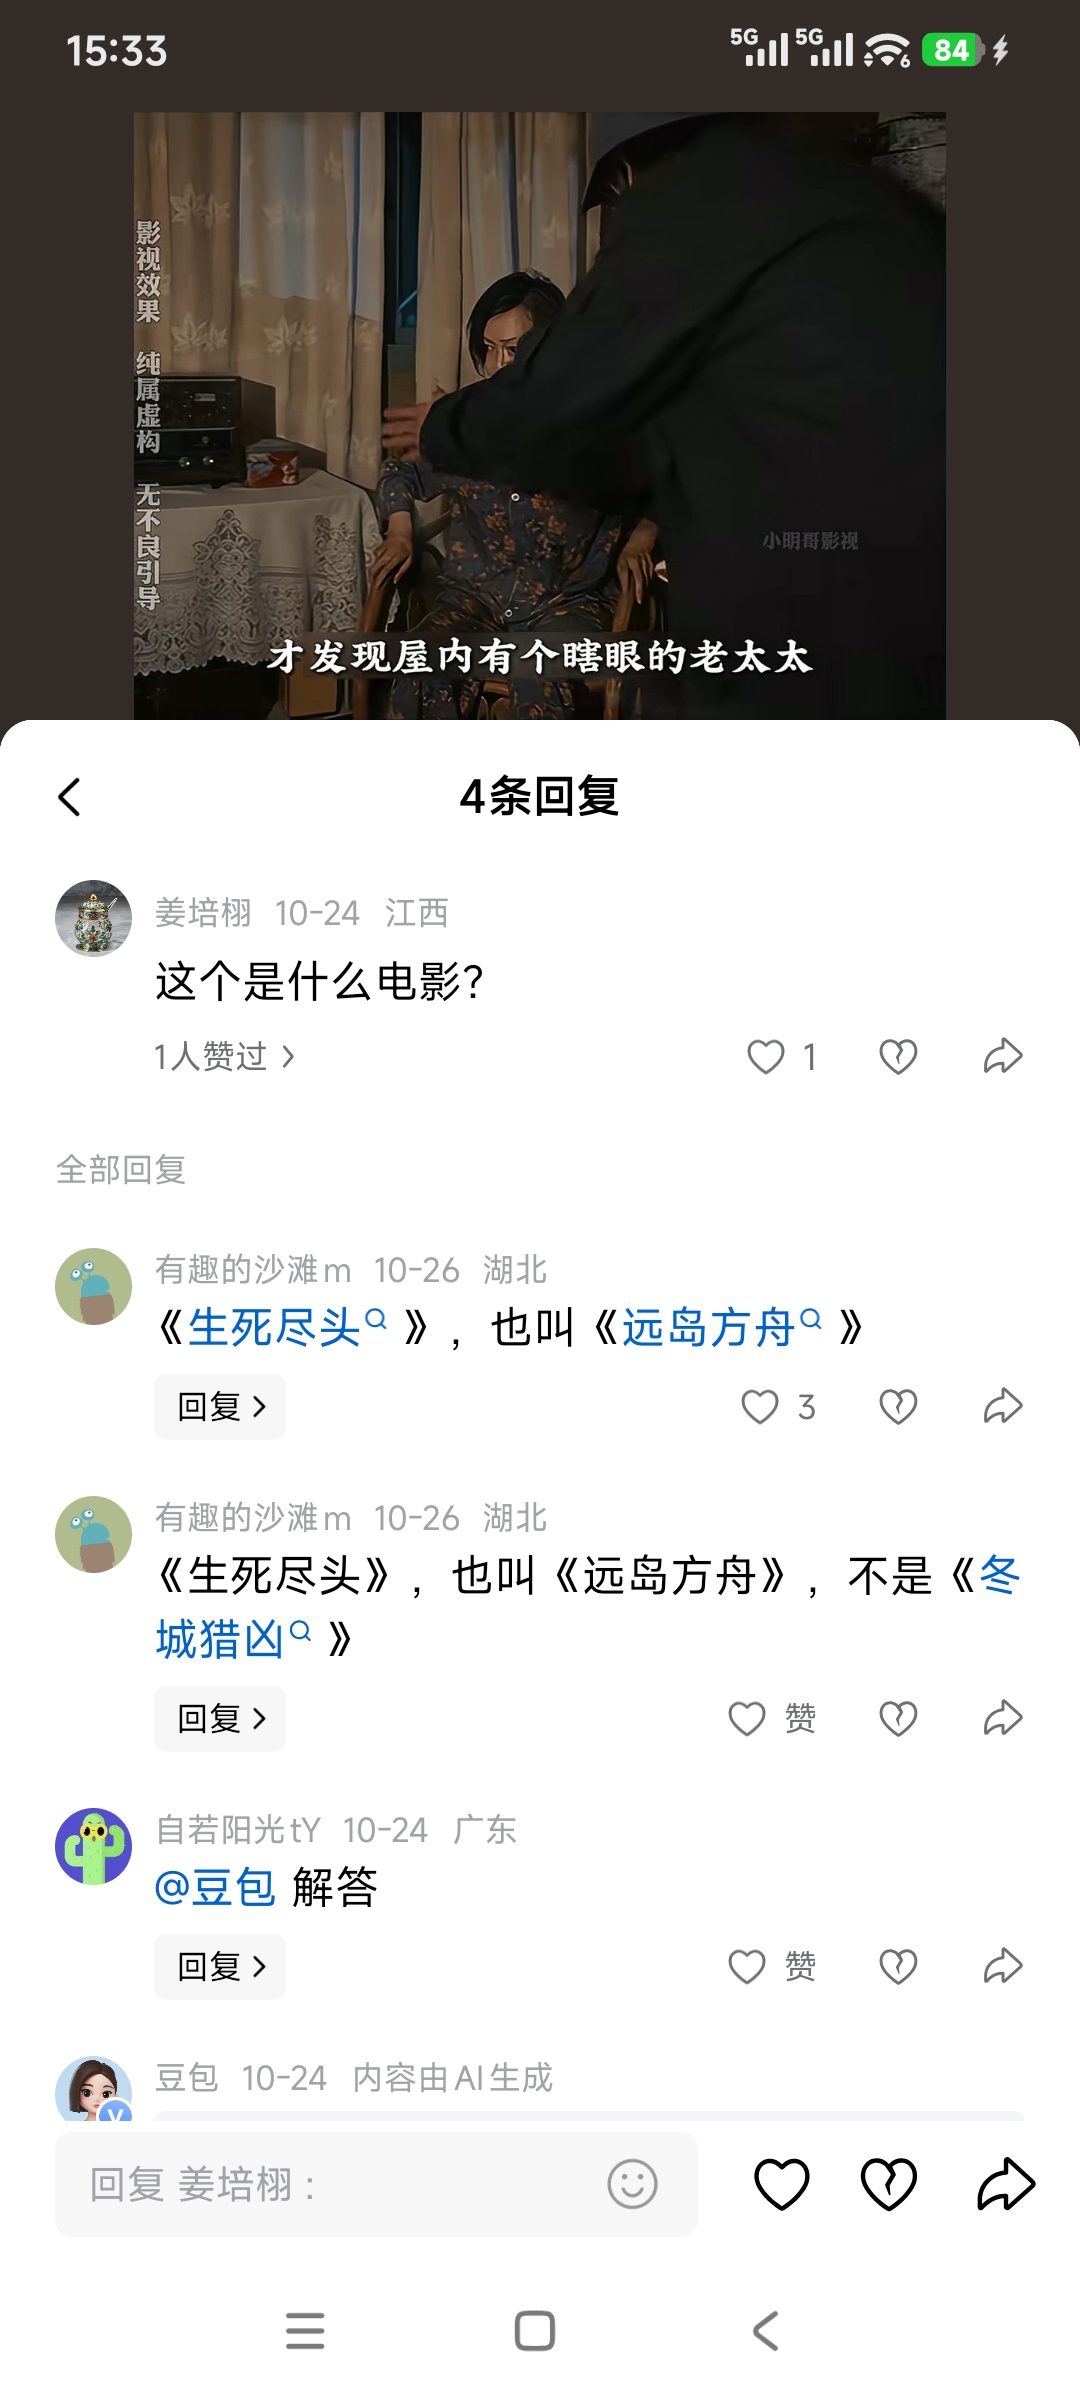 15:33
5G 5G 6 84
影视效果 纯属虚构 无不良引导
小明哥影视
才发现屋内有个瞎眼的老太太
4条回复
姜培栩 10-24 江西
这个是什么电影?
1人赞过
1
全部回复
有趣的沙滩m 10-26 湖北
《生死尽头》,也叫《远岛方舟》
回复
3
有趣的沙滩m 10-26 湖北
《生死尽头》,也叫《远岛方舟》,不是《冬
城猎凶》
回复
赞
自若阳光tY 10-24 广东
@豆包 解答
回复
赞
豆包 10-24 内容由AI生成
回复 姜培栩: